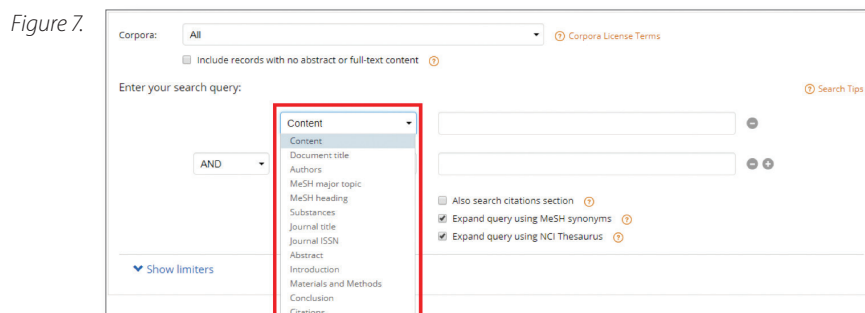 Figure 7.
Corpora: All Corpora License Terms
Include records with no abstract or full-text content
Enter your search query: Search Tips
Content
Content
Document title
AND
Authors
MeSH major topic
MeSH heading
Also search citations section
Substances
Expand query using MeSH synonyms
Journal title
Expand query using NCI Thesaurus
Journal ISSN
Abstract
Show limiters
Introduction
Materials and Methods
Conclusion
Citations